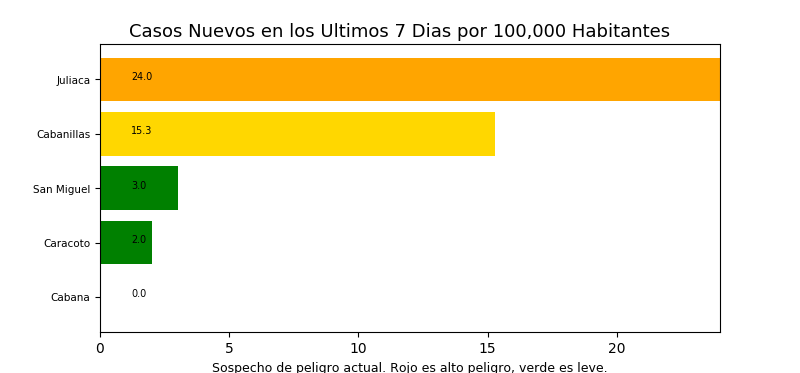 Casos Nuevos en los Ultimos 7 Dias por 100,000 Habitantes
Juliaca 24.0
Cabanillas 15.3
San Miguel 3.0
Caracoto 2.0
Cabana 0.0
0 5 10 15 20
Sospecho de peligro actual. Rojo es alto peligro, verde es leve.